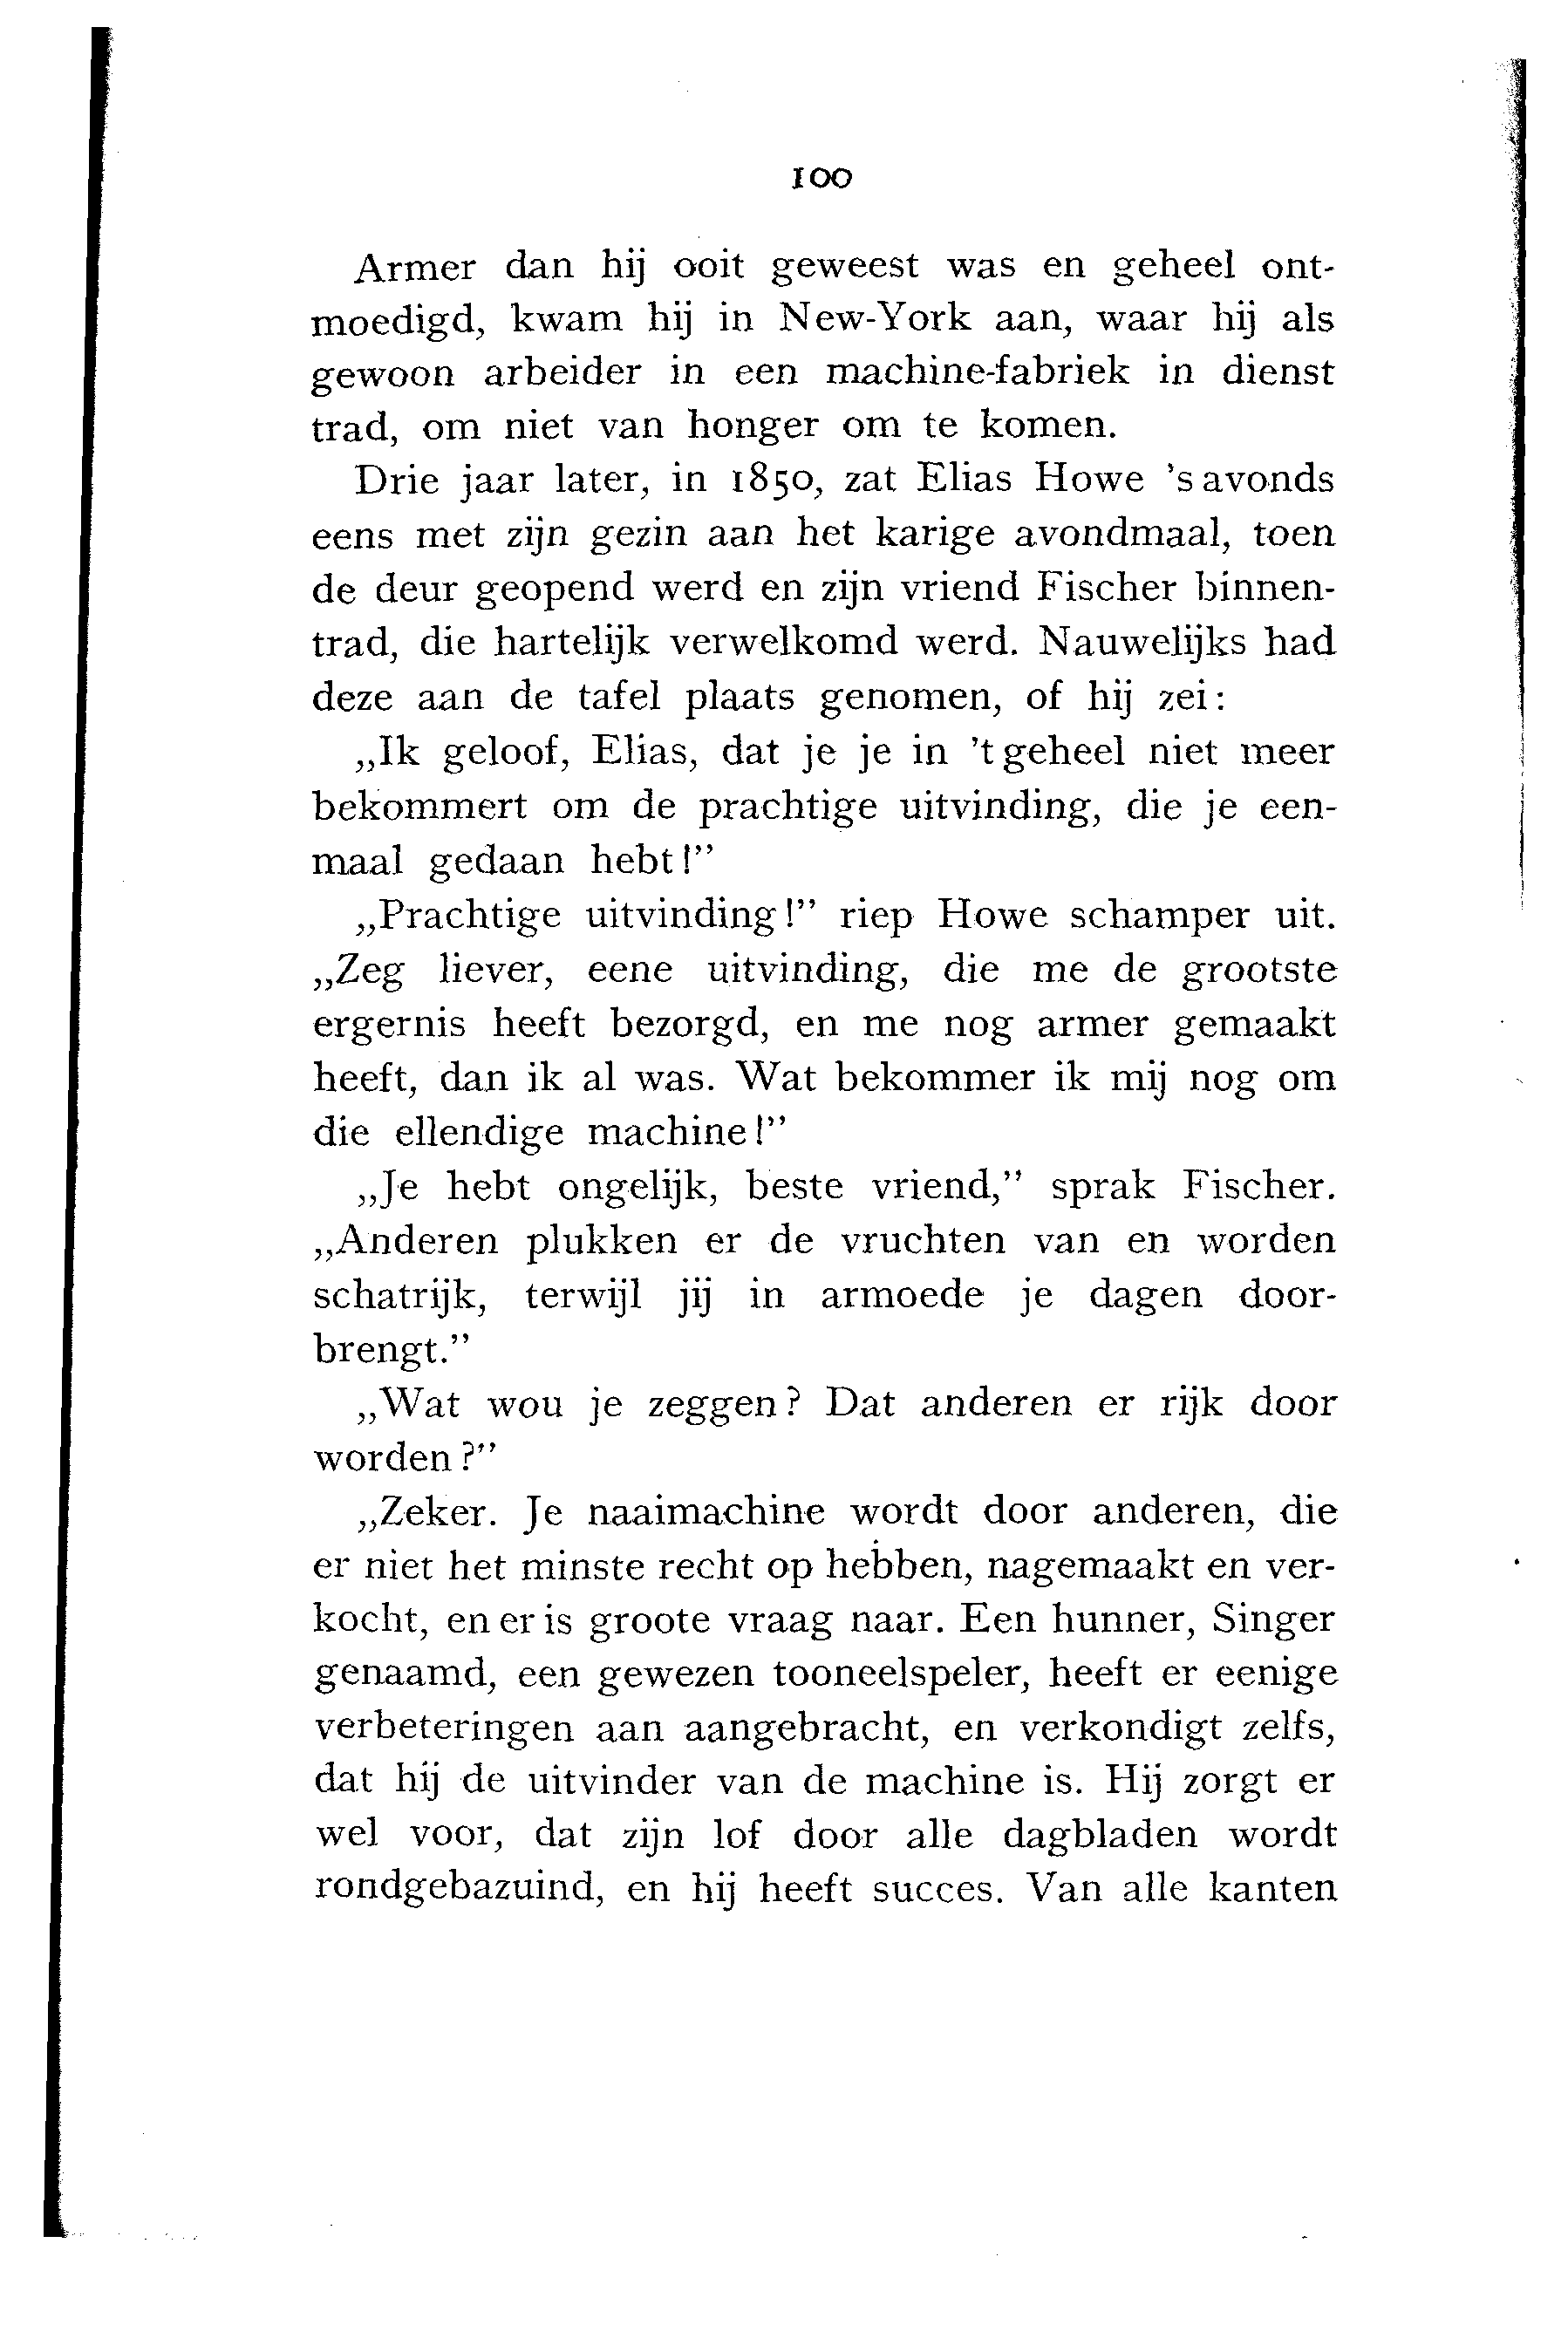 100
Armer dan hij ooit geweest was en geheel ont-
moedigd, kwam hij in New-York aan, waar hij als
gewoon arbeider in een machine-fabriek in dienst
trad, om niet van honger om te komen.
Drie jaar later, in 1850, zat Elias Howe 's avonds
eens met zijn gezin aan het karige avondmaal, toen
de deur geopend werd en zijn vriend Fischer binnen-
trad, die hartelijk verwelkomd werd. Nauwelijks had
deze aan de tafel plaats genomen, of hij zei:
„Ik geloof, Elias, dat je je in 't geheel niet meer
bekommert om de prachtige uitvinding, die je een-
maal gedaan hebt!”
„Prachtige uitvinding!” riep Howe schamper uit.
„Zeg liever, eene uitvinding, die me de grootste
ergernis heeft bezorgd, en me nog armer gemaakt
heeft, dan ik al was. Wat bekommer ik mij nog om
die ellendige machine!”
„Je hebt ongelijk, beste vriend,” sprak Fischer.
„Anderen plukken er de vruchten van en worden
schatrijk, terwijl jij in armoede je dagen door-
brengt.”
„Wat wou je zeggen? Dat anderen er rijk door
worden?”
„Zeker. Je naaimachine wordt door anderen, die
er niet het minste recht op hebben, nagemaakt en ver-
kocht, en er is groote vraag naar. Een hunner, Singer
genaamd, een gewezen tooneelspeler, heeft er eenige
verbeteringen aan aangebracht, en verkondigt zelfs,
dat hij de uitvinder van de machine is. Hij zorgt er
wel voor, dat zijn lof door alle dagbladen wordt
rondgebazuind, en hij heeft succes. Van alle kanten